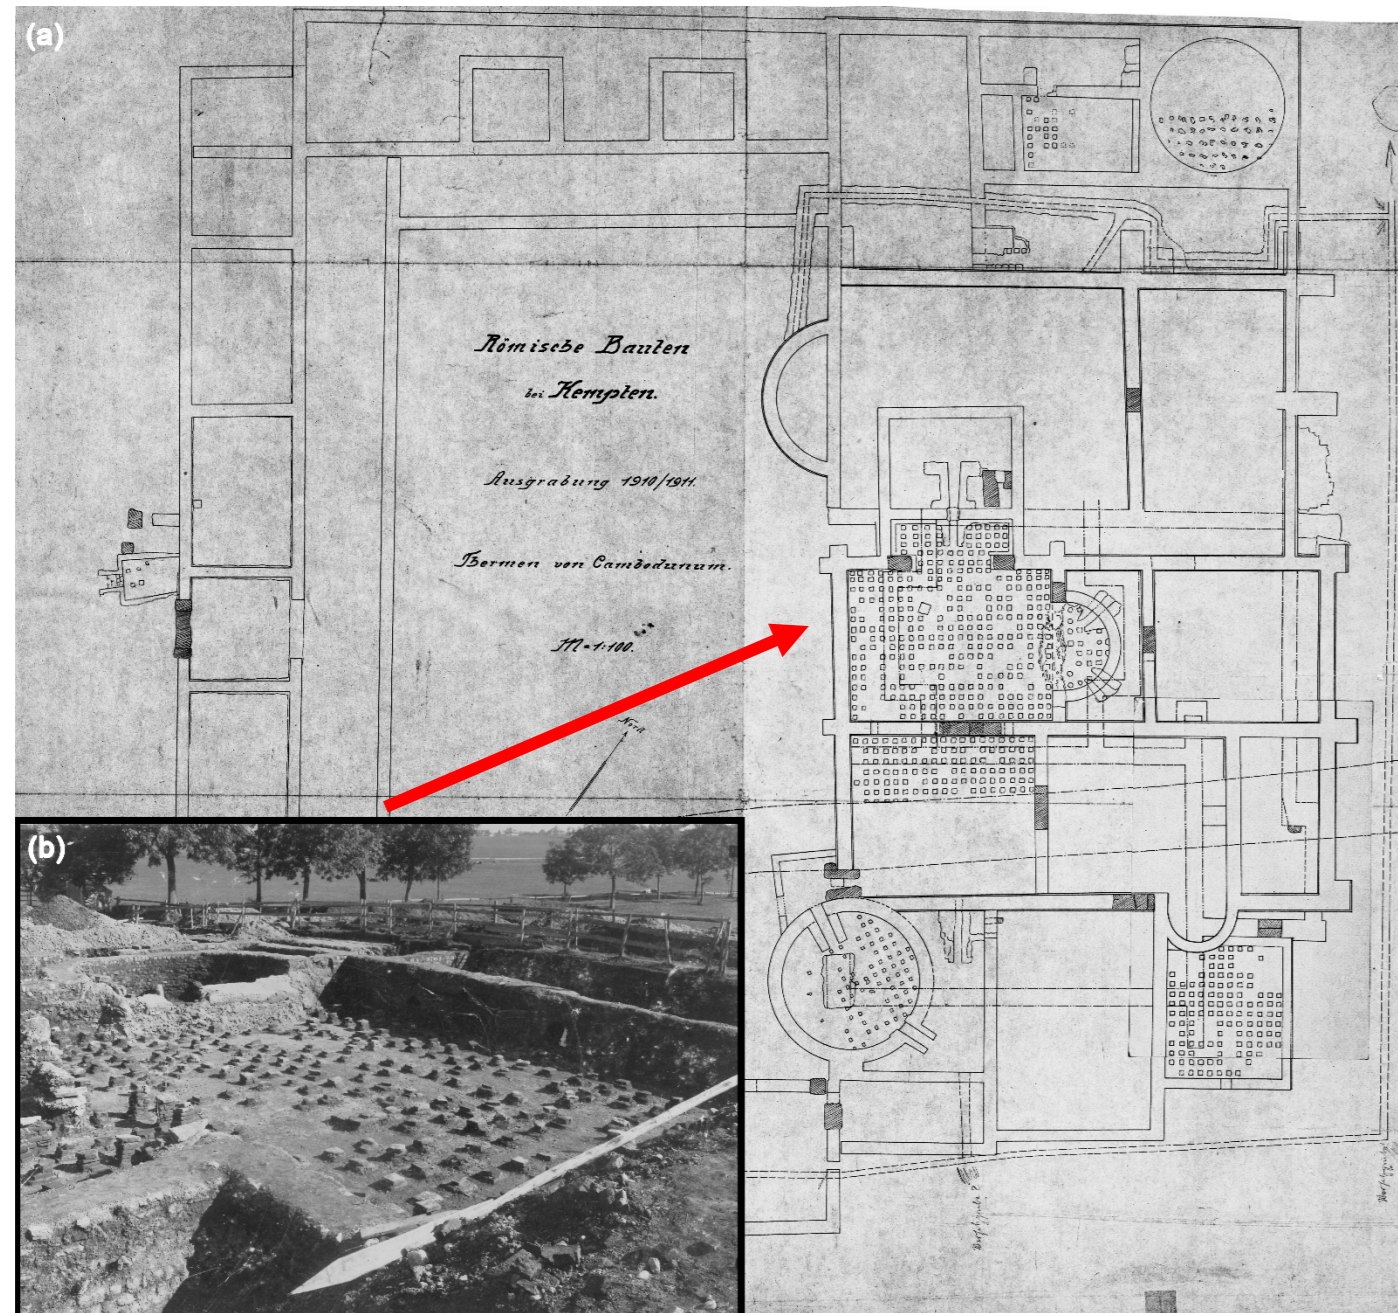 (a)
Römische Bauten
bei Kempten.
Ausgrabung 1910/1911.
Thermen von Cambodunum.
M=1:100.
Nord
(b)